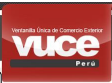 Ventanilla Única de Comercio Exterior
vuce
Perú